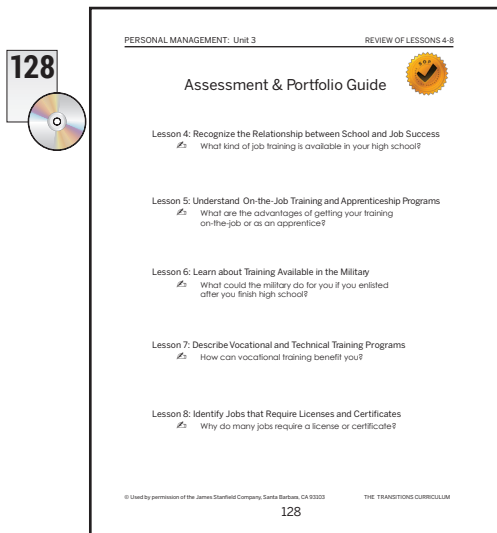 128
PERSONAL MANAGEMENT: Unit 3 REVIEW OF LESSONS 4-8
Assessment & Portfolio Guide
Lesson 4: Recognize the Relationship between School and Job Success
What kind of job training is available in your high school?
Lesson 5: Understand On-the-Job Training and Apprenticeship Programs
What are the advantages of getting your training
on-the-job or as an apprentice?
Lesson 6: Learn about Training Available in the Military
What could the military do for you if you enlisted
after you finish high school?
Lesson 7: Describe Vocational and Technical Training Programs
How can vocational training benefit you?
Lesson 8: Identify Jobs that Require Licenses and Certificates
Why do many jobs require a license or certificate?
© Used by permission of the James Stanfield Company, Santa Barbara, CA 93103 THE TRANSITIONS CURRICULUM
128